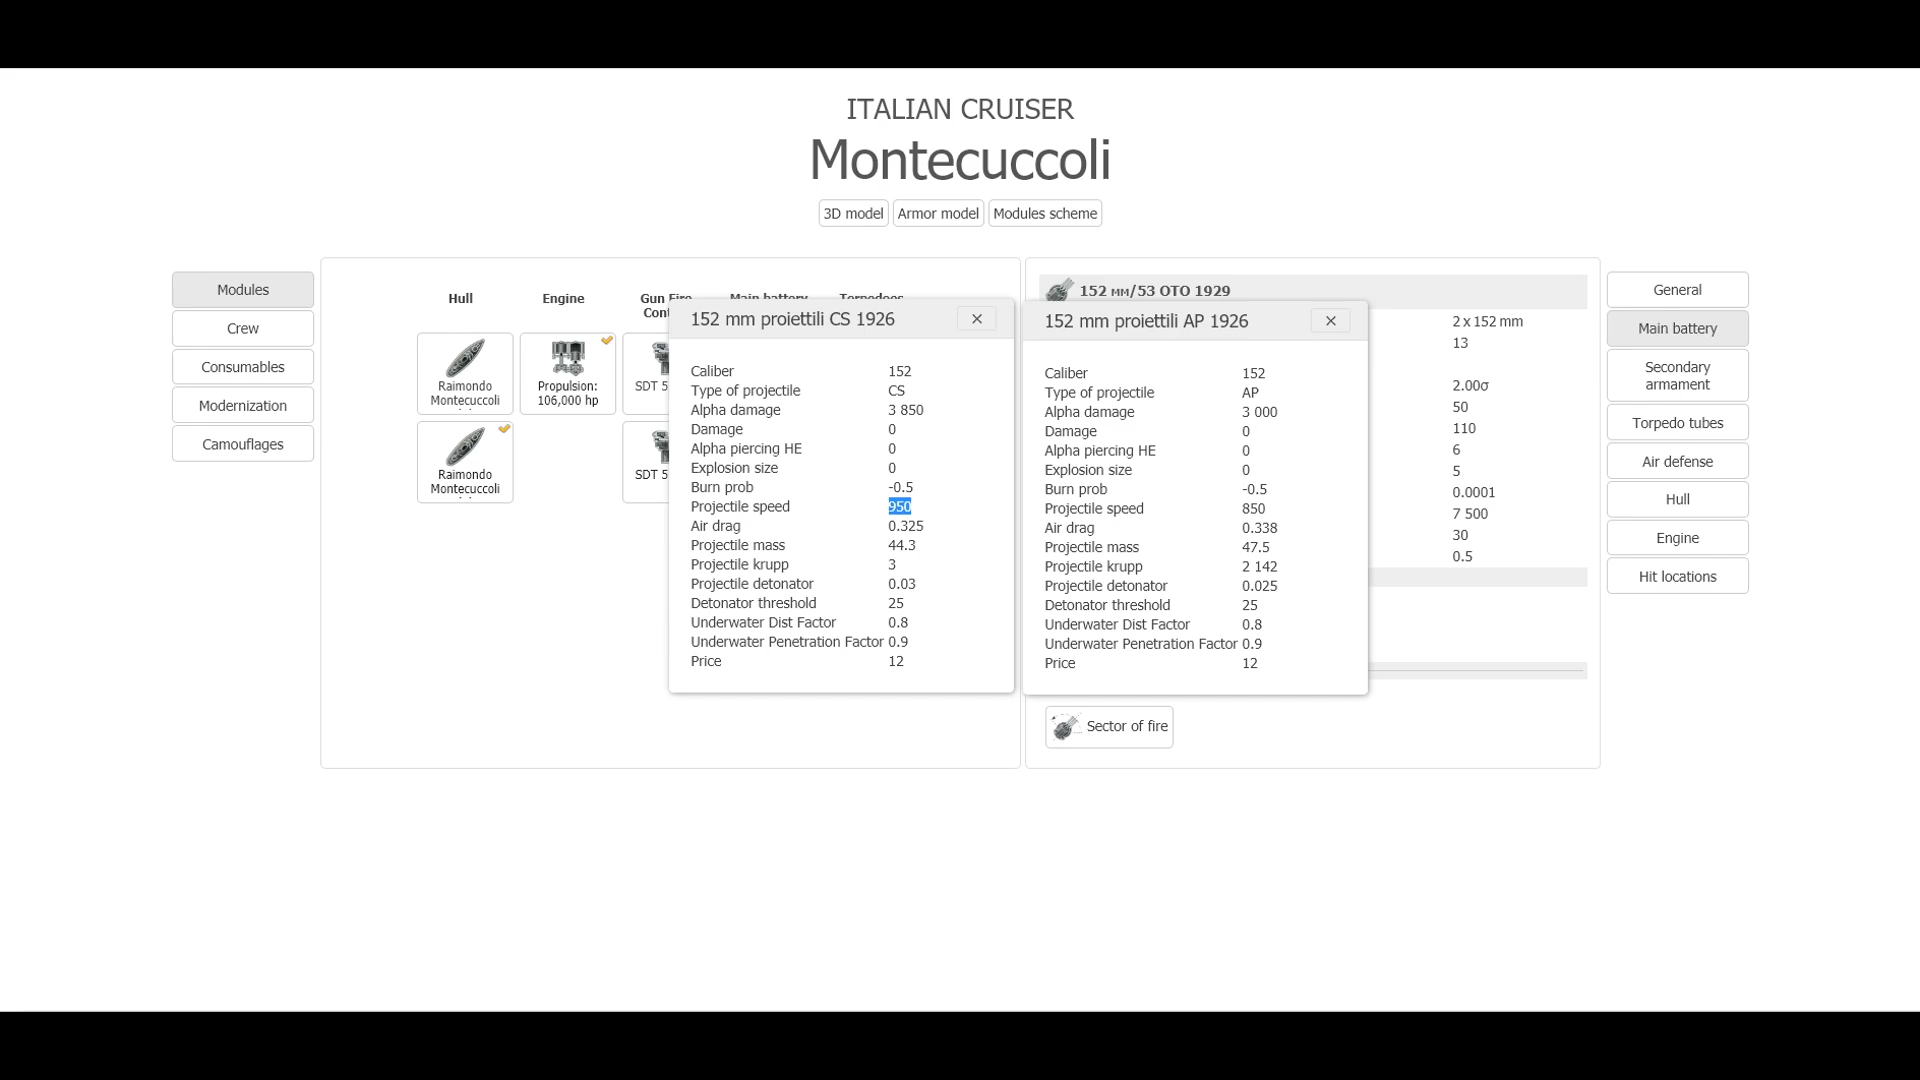 ITALIAN CRUISER
Montecuccoli
3D model
Armor model
Modules scheme
Modules
Crew
Consumables
Modernization
Camouflages
Hull
Engine
Gun Fire
Main battery
Torpedoes
Raimondo
Montecuccoli
Propulsion:
106,000 hp
SDT 5
Raimondo
Montecuccoli
SDT 5
152 mm proiettili CS 1926
Caliber 152
Type of projectile CS
Alpha damage 3 850
Damage 0
Alpha piercing HE 0
Explosion size 0
Burn prob -0.5
Projectile speed 950
Air drag 0.325
Projectile mass 44.3
Projectile krupp 3
Projectile detonator 0.03
Detonator threshold 25
Underwater Dist Factor 0.8
Underwater Penetration Factor 0.9
Price 12
152 мм/53 OTO 1929
152 mm proiettili AP 1926
Caliber 152
Type of projectile AP
Alpha damage 3 000
Damage 0
Alpha piercing HE 0
Explosion size 0
Burn prob -0.5
Projectile speed 850
Air drag 0.338
Projectile mass 47.5
Projectile krupp 2 142
Projectile detonator 0.025
Detonator threshold 25
Underwater Dist Factor 0.8
Underwater Penetration Factor 0.9
Price 12
2 x 152 mm
13
2.00σ
50
110
6
5
0.0001
7 500
30
0.5
Sector of fire
General
Main battery
Secondary
armament
Torpedo tubes
Air defense
Hull
Engine
Hit locations